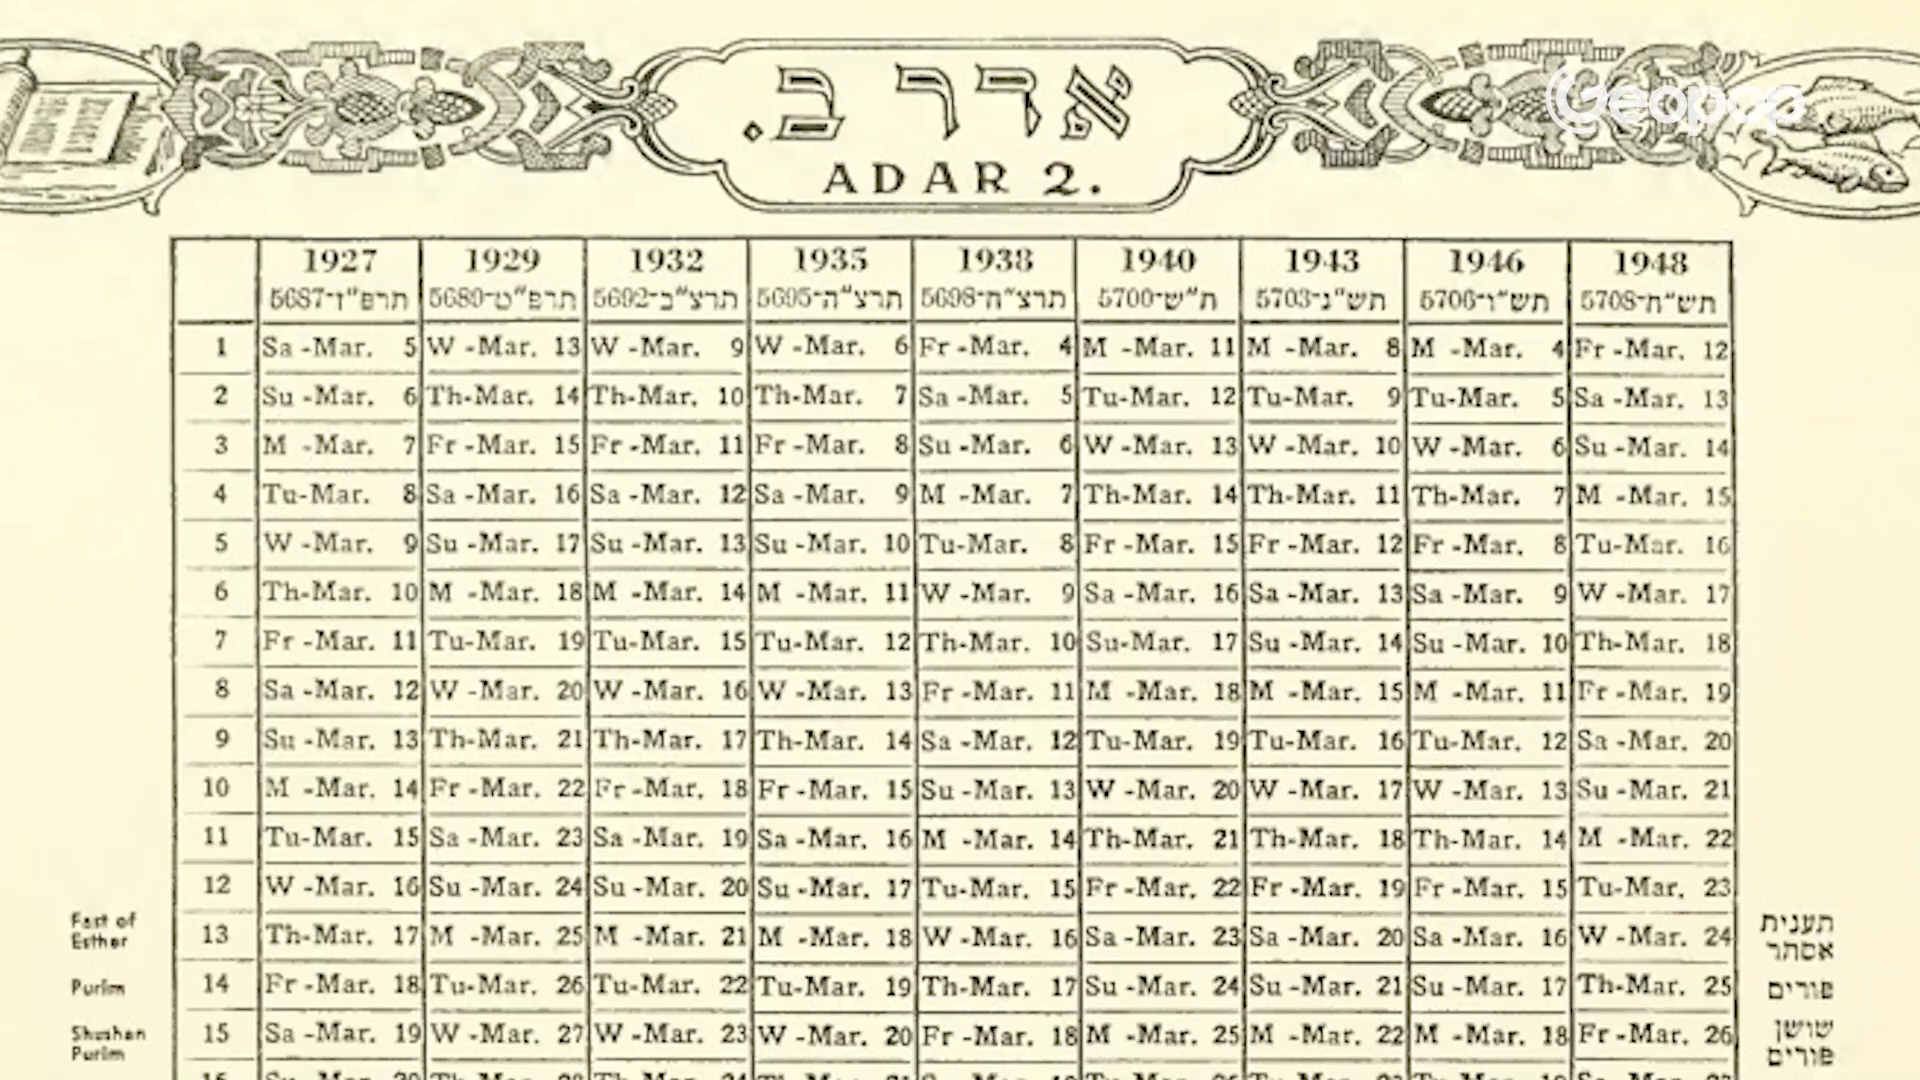 Geopop
אדר ב.
ADAR 2.
1927 1929 1932 1935 1938 1940 1943 1946 1948
5687-תרפ"ז 5689-תרפ"ט 5692-תרצ"ב 5695-תרצ"ה 5698-תרצ"ח 5700-ת"ש 5703-תש"ג 5706-תש"ו 5708-תש"ח
1 Sa -Mar. 5 W -Mar. 13 W -Mar. 9 W -Mar. 6 Fr -Mar. 4 M -Mar. 11 M -Mar. 8 M -Mar. 4 Fr -Mar. 12
2 Su -Mar. 6 Th-Mar. 14 Th-Mar. 10 Th-Mar. 7 Sa -Mar. 5 Tu-Mar. 12 Tu-Mar. 9 Tu-Mar. 5 Sa -Mar. 13
3 M -Mar. 7 Fr -Mar. 15 Fr -Mar. 11 Fr -Mar. 8 Su -Mar. 6 W -Mar. 13 W -Mar. 10 W -Mar. 6 Su -Mar. 14
4 Tu-Mar. 8 Sa -Mar. 16 Sa -Mar. 12 Sa -Mar. 9 M -Mar. 7 Th-Mar. 14 Th-Mar. 11 Th-Mar. 7 M -Mar. 15
5 W -Mar. 9 Su -Mar. 17 Su -Mar. 13 Su -Mar. 10 Tu-Mar. 8 Fr -Mar. 15 Fr -Mar. 12 Fr -Mar. 8 Tu-Mar. 16
6 Th-Mar. 10 M -Mar. 18 M -Mar. 14 M -Mar. 11 W -Mar. 9 Sa -Mar. 16 Sa -Mar. 13 Sa -Mar. 9 W -Mar. 17
7 Fr -Mar. 11 Tu-Mar. 19 Tu-Mar. 15 Tu-Mar. 12 Th-Mar. 10 Su-Mar. 17 Su -Mar. 14 Su -Mar. 10 Th-Mar. 18
8 Sa -Mar. 12 W -Mar. 20 W -Mar. 16 W -Mar. 13 Fr -Mar. 11 M -Mar. 18 M -Mar. 15 M -Mar. 11 Fr -Mar. 19
9 Su -Mar. 13 Th-Mar. 21 Th-Mar. 17 Th-Mar. 14 Sa -Mar. 12 Tu-Mar. 19 Tu-Mar. 16 Tu-Mar. 12 Sa -Mar. 20
10 M -Mar. 14 Fr -Mar. 22 Fr -Mar. 18 Fr -Mar. 15 Su -Mar. 13 W -Mar. 20 W -Mar. 17 W -Mar. 13 Su -Mar. 21
11 Tu-Mar. 15 Sa -Mar. 23 Sa -Mar. 19 Sa -Mar. 16 M -Mar. 14 Th-Mar. 21 Th-Mar. 18 Th-Mar. 14 M -Mar. 22
12 W -Mar. 16 Su -Mar. 24 Su -Mar. 20 Su -Mar. 17 Tu-Mar. 15 Fr -Mar. 22 Fr -Mar. 19 Fr -Mar. 15 Tu-Mar. 23
Fast of Esther 13 Th-Mar. 17 M -Mar. 25 M -Mar. 21 M -Mar. 18 W -Mar. 16 Sa -Mar. 23 Sa -Mar. 20 Sa -Mar. 16 W -Mar. 24 תענית אסתר
Purim 14 Fr -Mar. 18 Tu-Mar. 26 Tu-Mar. 22 Tu-Mar. 19 Th-Mar. 17 Su -Mar. 24 Su -Mar. 21 Su -Mar. 17 Th-Mar. 25 פורים
Shushan Purim 15 Sa -Mar. 19 W -Mar. 27 W -Mar. 23 W -Mar. 20 Fr -Mar. 18 M -Mar. 25 M -Mar. 22 M -Mar. 18 Fr -Mar. 26 שושן פורים